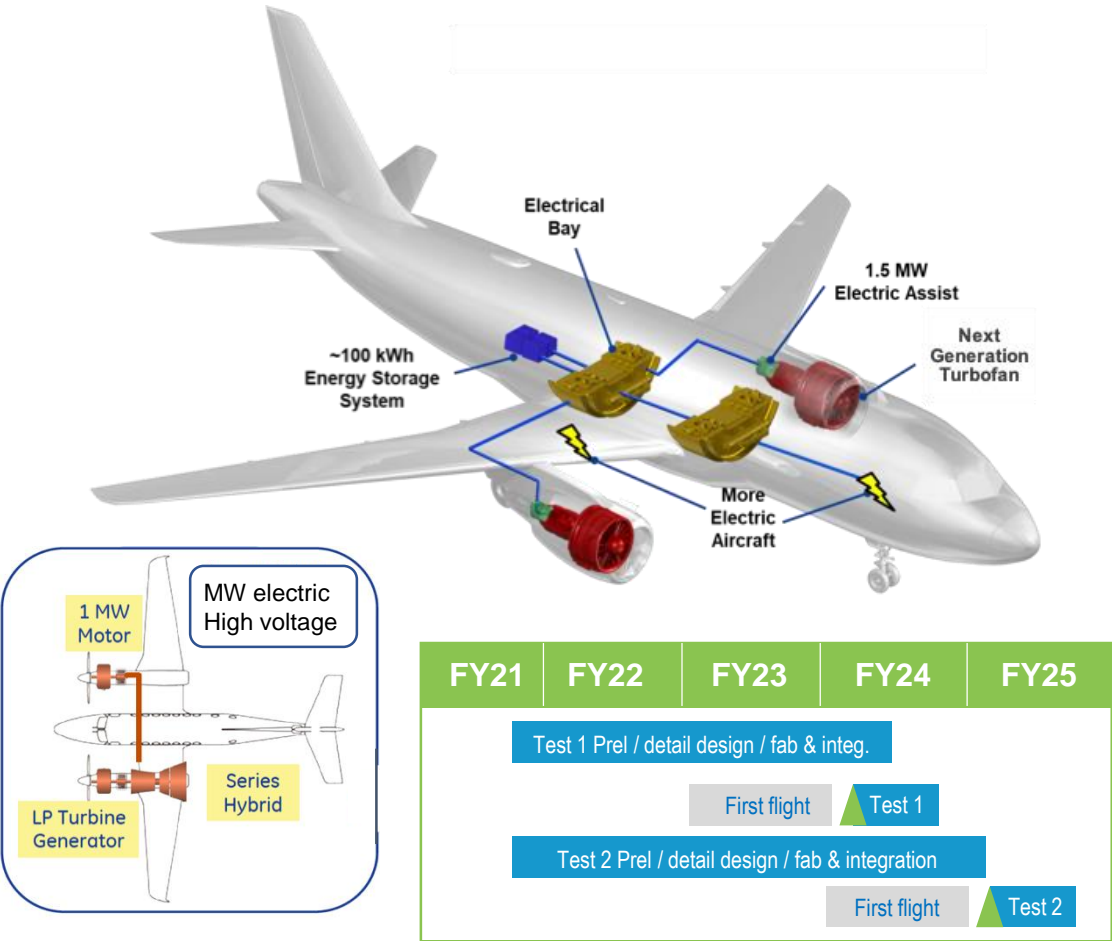 Electrical
Bay
1.5 MW
Electric Assist
Next
Generation
Turbofan
~100 kWh
Energy Storage
System
More
Electric
Aircraft
MW electric
High voltage
1 MW
Motor
Series
Hybrid
LP Turbine
Generator
FY21 FY22 FY23 FY24 FY25
Test 1 Prel / detail design / fab & integ.
First flight Test 1
Test 2 Prel / detail design / fab & integration
First flight Test 2